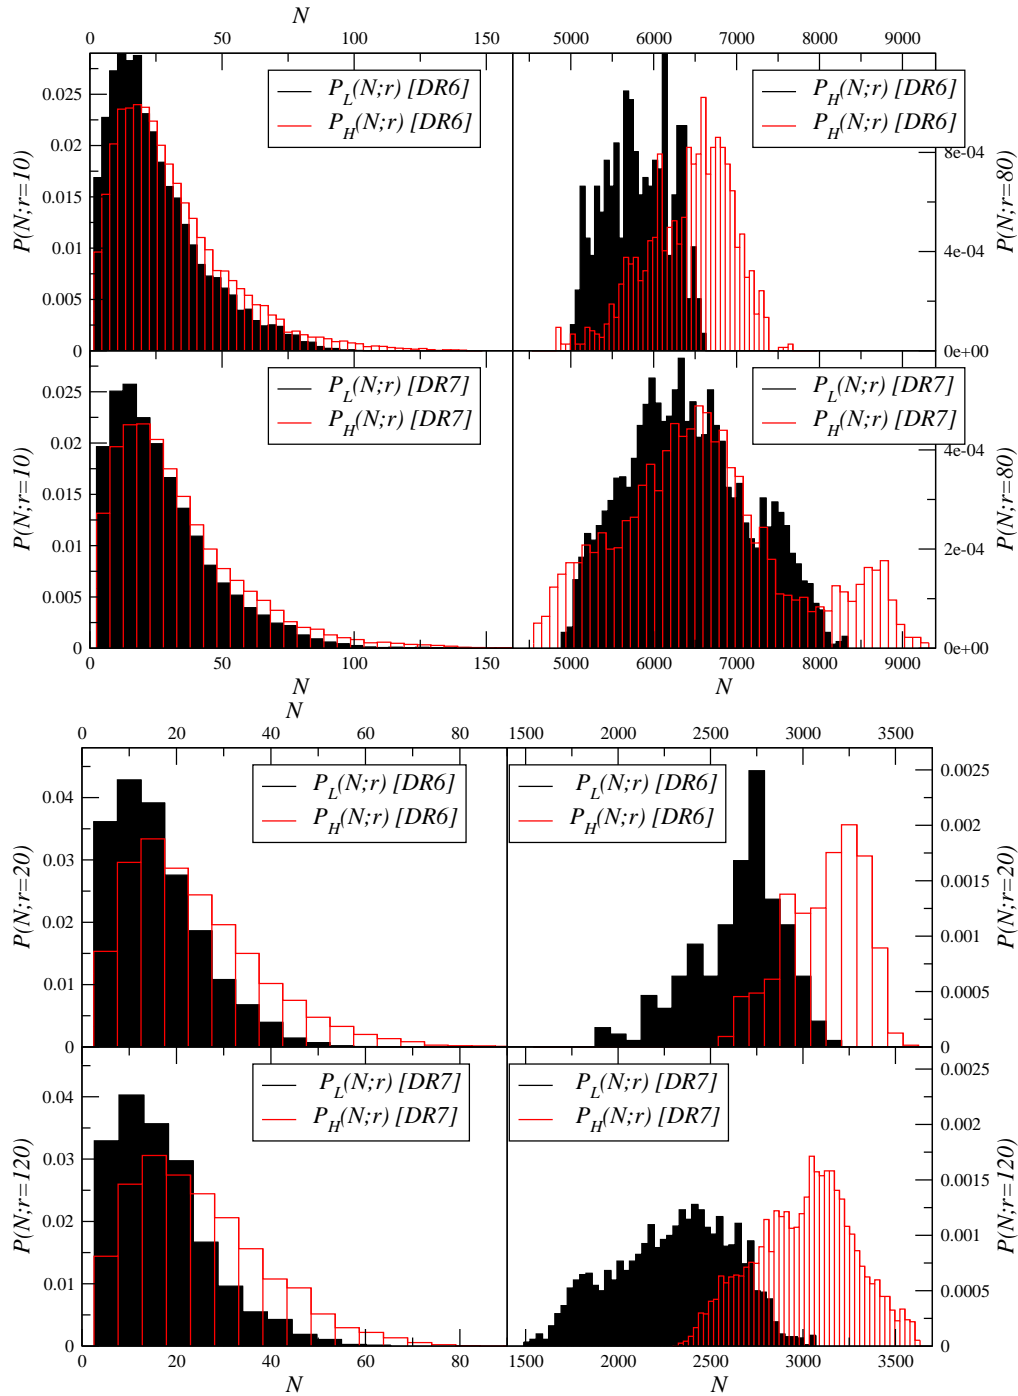 N
0 50 100 150 5000 6000 7000 8000 9000
P_L(N;r) [DR6]
P_H(N;r) [DR6]
P_H(N;r) [DR6]
P_H(N;r) [DR6]
P(N;r=10)
0.025
0.02
0.015
0.01
0.005
0
8e-04
4e-04
0e+00
P(N;r=80)
P_L(N;r) [DR7]
P_H(N;r) [DR7]
P_L(N;r) [DR7]
P_H(N;r) [DR7]
P(N;r=10)
0.025
0.02
0.015
0.01
0.005
0
4e-04
2e-04
0e+00
P(N;r=80)
0 50 100 150 5000 6000 7000 8000 9000
N N
N
0 20 40 60 80 1500 2000 2500 3000 3500
P_L(N;r) [DR6]
P_H(N;r) [DR6]
P_L(N;r) [DR6]
P_H(N;r) [DR6]
P(N;r=20)
0.04
0.03
0.02
0.01
0
0.0025
0.002
0.0015
0.001
0.0005
0
P(N;r=20)
P_L(N;r) [DR7]
P_H(N;r) [DR7]
P_L(N;r) [DR7]
P_H(N;r) [DR7]
P(N;r=120)
0.04
0.03
0.02
0.01
0
0.0025
0.002
0.0015
0.001
0.0005
0
P(N;r=120)
0 20 40 60 80 1500 2000 2500 3000 3500
N N